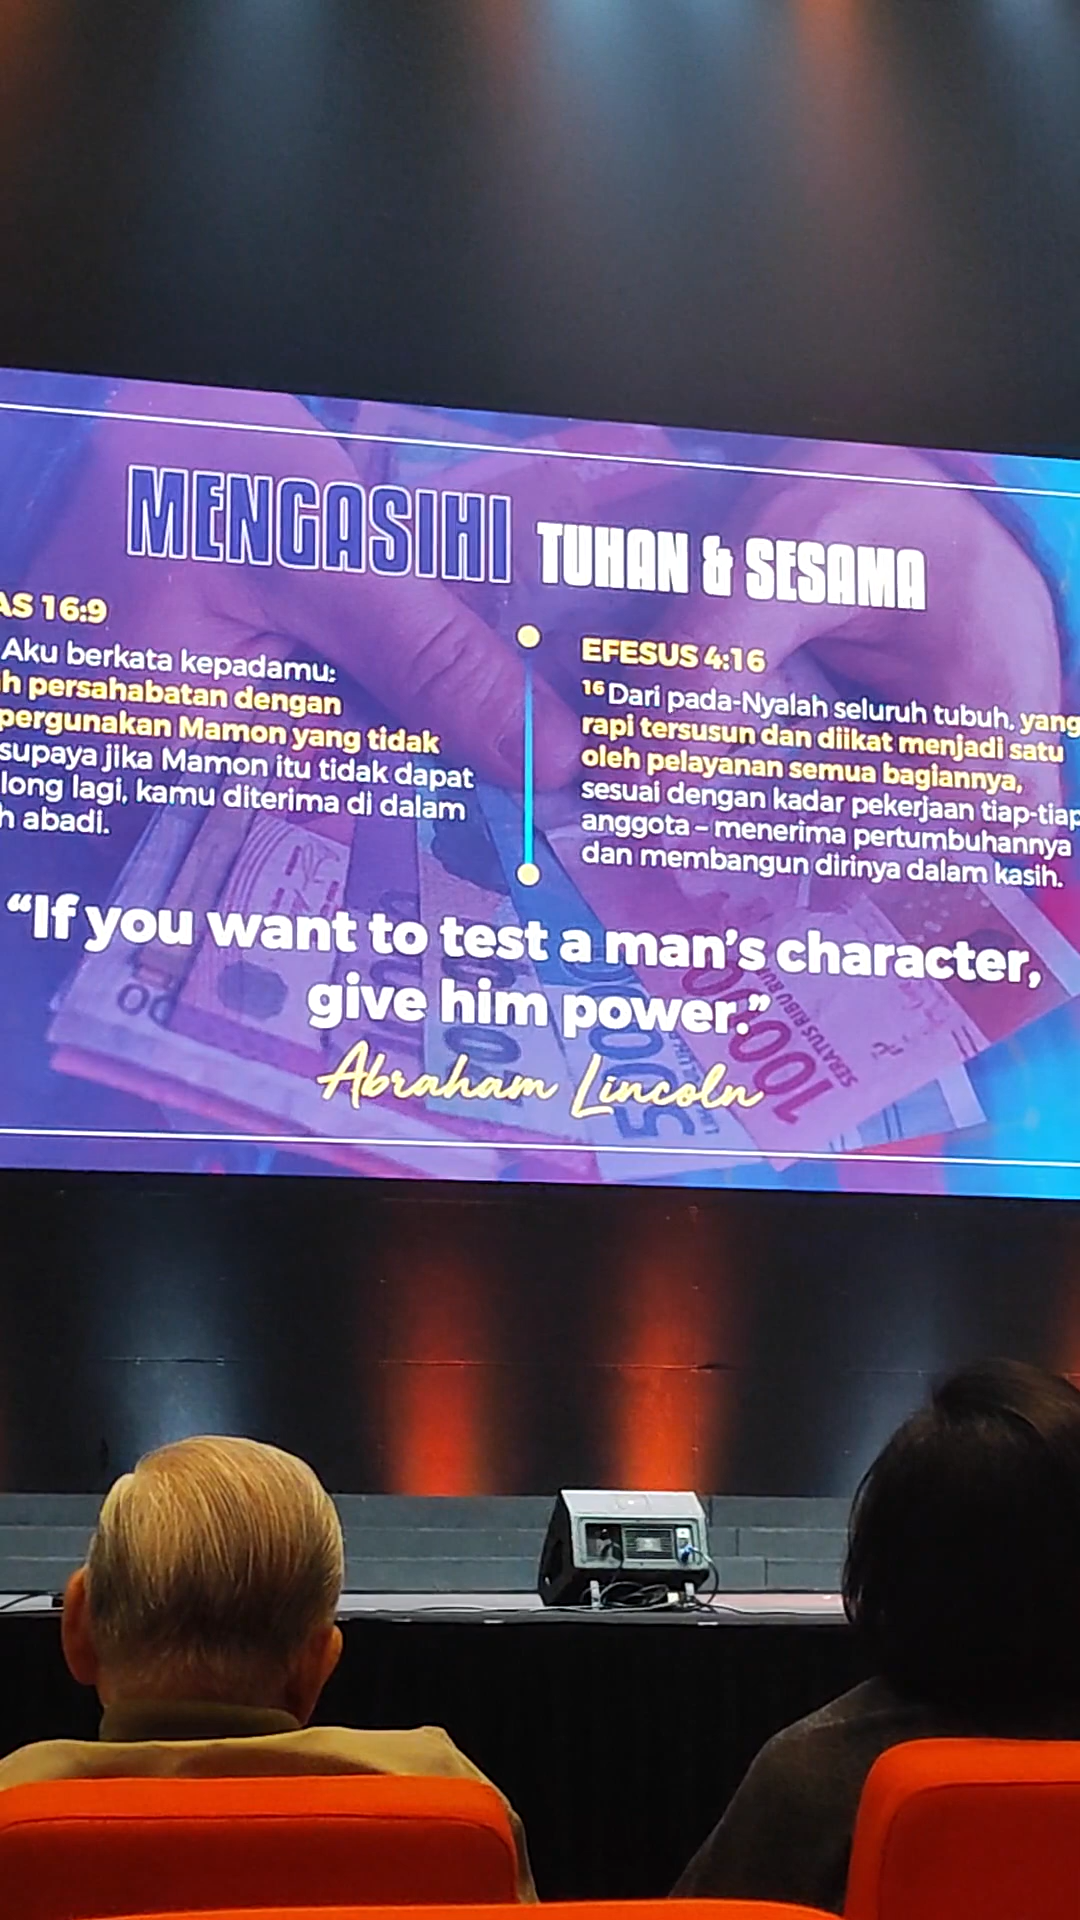 MENGASIHI TUHAN & SESAMA
AS 16:9
Aku berkata kepadamu:
h persahabatan dengan
pergunakan Mamon yang tidak
supaya jika Mamon itu tidak dapat
long lagi, kamu diterima di dalam
h abadi.
EFESUS 4:16
16 Dari pada-Nyalah seluruh tubuh, yang
rapi tersusun dan diikat menjadi satu
oleh pelayanan semua bagiannya,
sesuai dengan kadar pekerjaan tiap-tiap
anggota – menerima pertumbuhannya
dan membangun dirinya dalam kasih.
“If you want to test a man’s character,
give him power.”
Abraham Lincoln
SERATUS RIBU